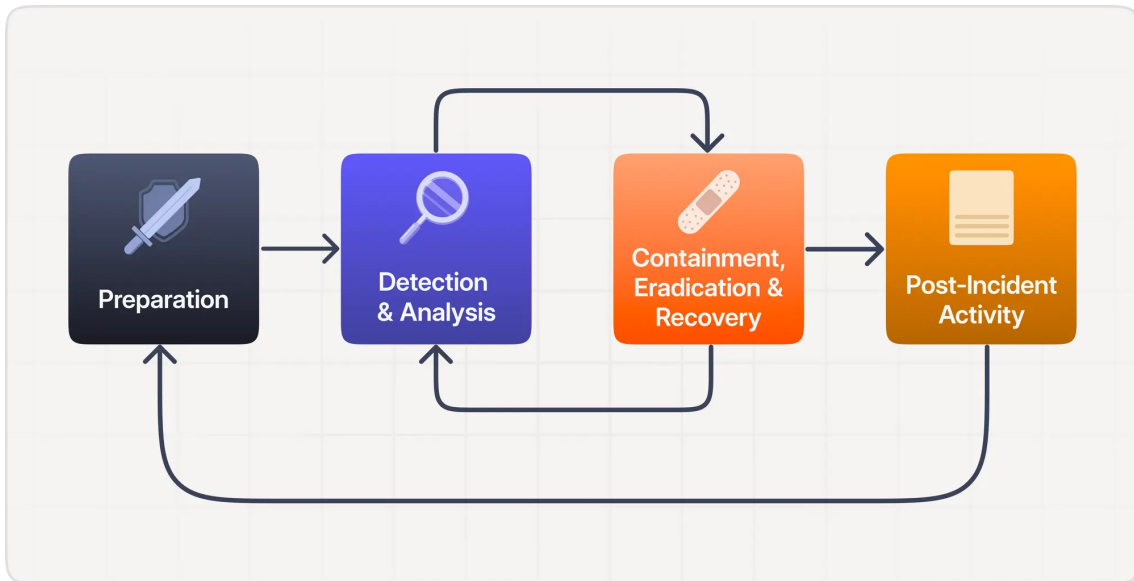 Preparation
Detection
& Analysis
Containment,
Eradication &
Recovery
Post-Incident
Activity